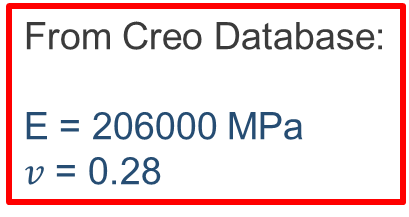 From Creo Database:
E = 206000 MPa
𝑣 = 0.28